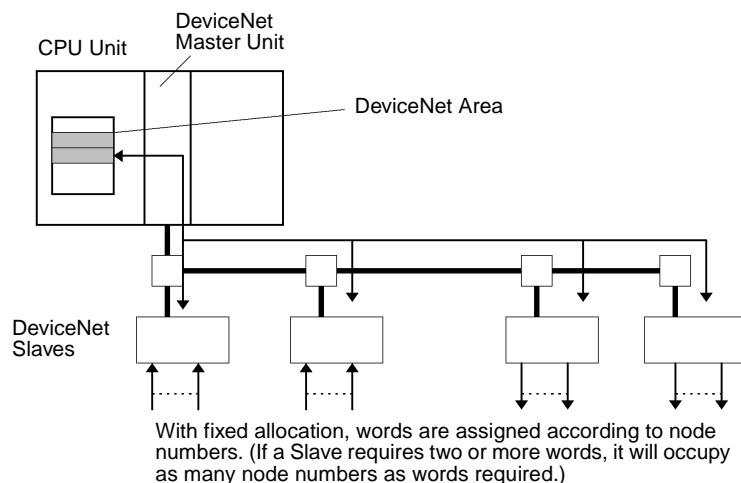 DeviceNet
Master Unit
CPU Unit
DeviceNet Area
DeviceNet
Slaves
With fixed allocation, words are assigned according to node
numbers. (If a Slave requires two or more words, it will occupy
as many node numbers as words required.)